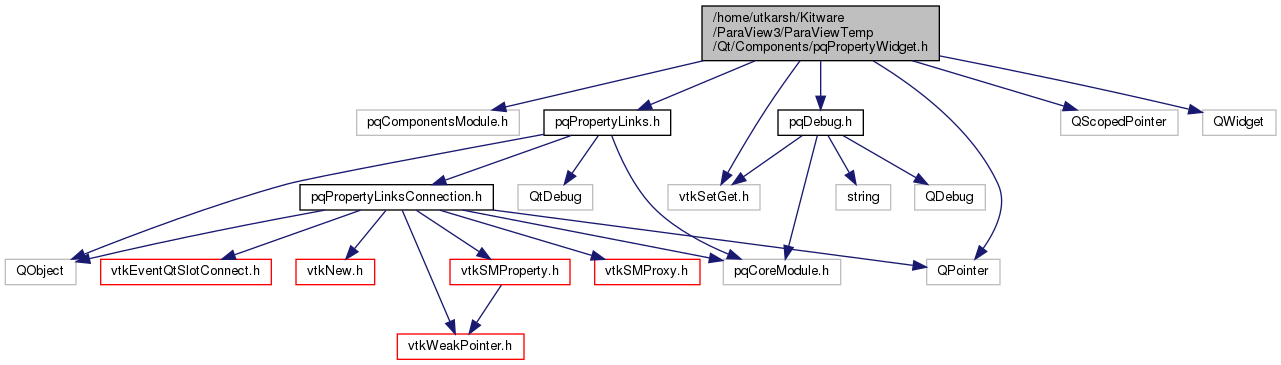 /home/utkarsh/Kitware
/ParaView3/ParaViewTemp
/Qt/Components/pqPropertyWidget.h
pqComponentsModule.h
pqPropertyLinks.h
pqDebug.h
QScopedPointer
QWidget
pqPropertyLinksConnection.h
QtDebug
vtkSetGet.h
string
QDebug
QObject
vtkEventQtSlotConnect.h
vtkNew.h
vtkSMProperty.h
vtkSMProxy.h
pqCoreModule.h
QPointer
vtkWeakPointer.h